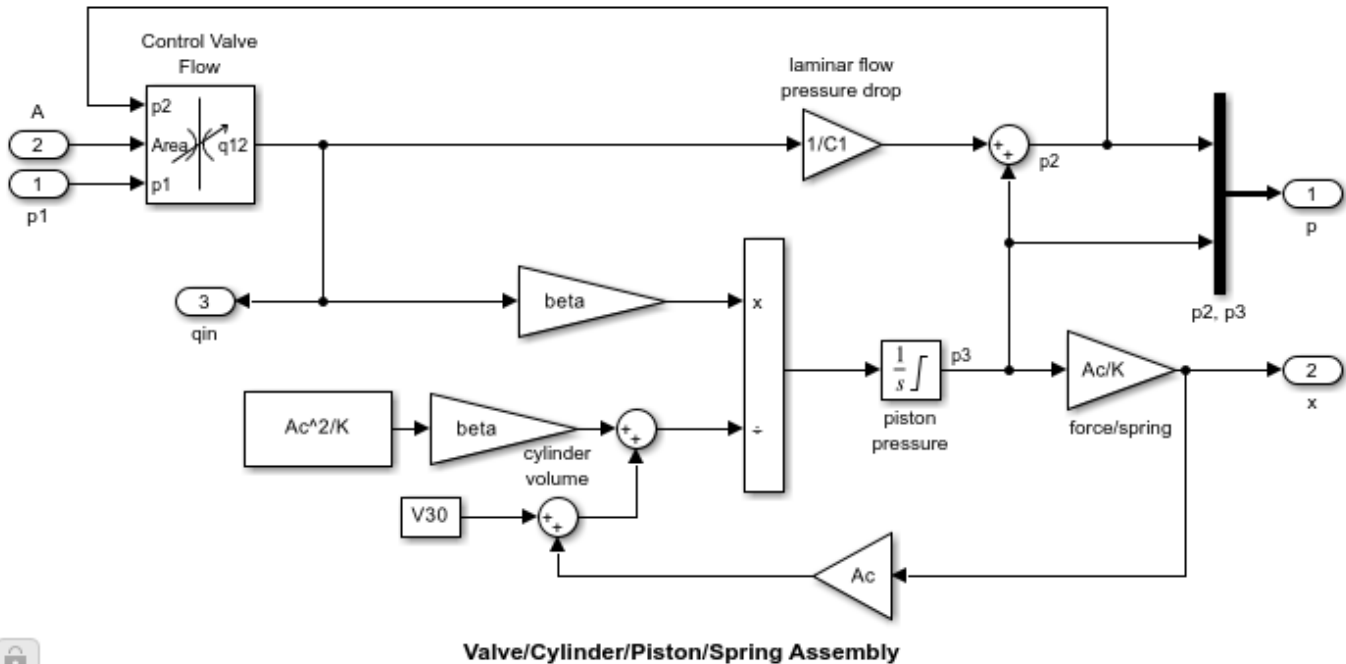 Control Valve
Flow
laminar flow
pressure drop
A
p2
2
Area
q12
1/C1
+
+
p2
1
p1
p1
1
p
3
qin
beta
x
p2, p3
1
s
p3
Ac/K
2
x
piston
pressure
force/spring
Ac^2/K
beta
+
+
÷
cylinder
volume
V30
+
+
Ac
Valve/Cylinder/Piston/Spring Assembly